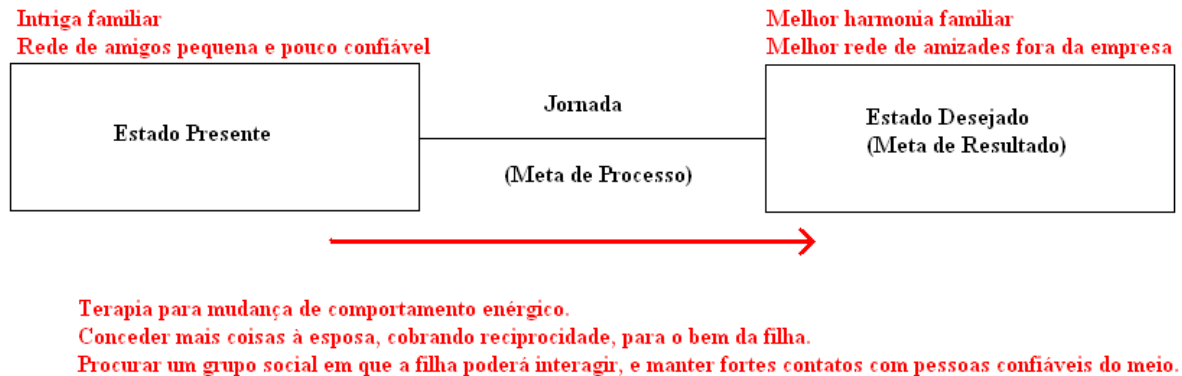 Intriga familiar
Rede de amigos pequena e pouco confiável
Melhor harmonia familiar
Melhor rede de amizades fora da empresa
Estado Presente
Jornada
(Meta de Processo)
Estado Desejado
(Meta de Resultado)
Terapia para mudança de comportamento enérgico.
Conceder mais coisas à esposa, cobrando reciprocidade, para o bem da filha.
Procurar um grupo social em que a filha poderá interagir, e manter fortes contatos com pessoas confiáveis do meio.